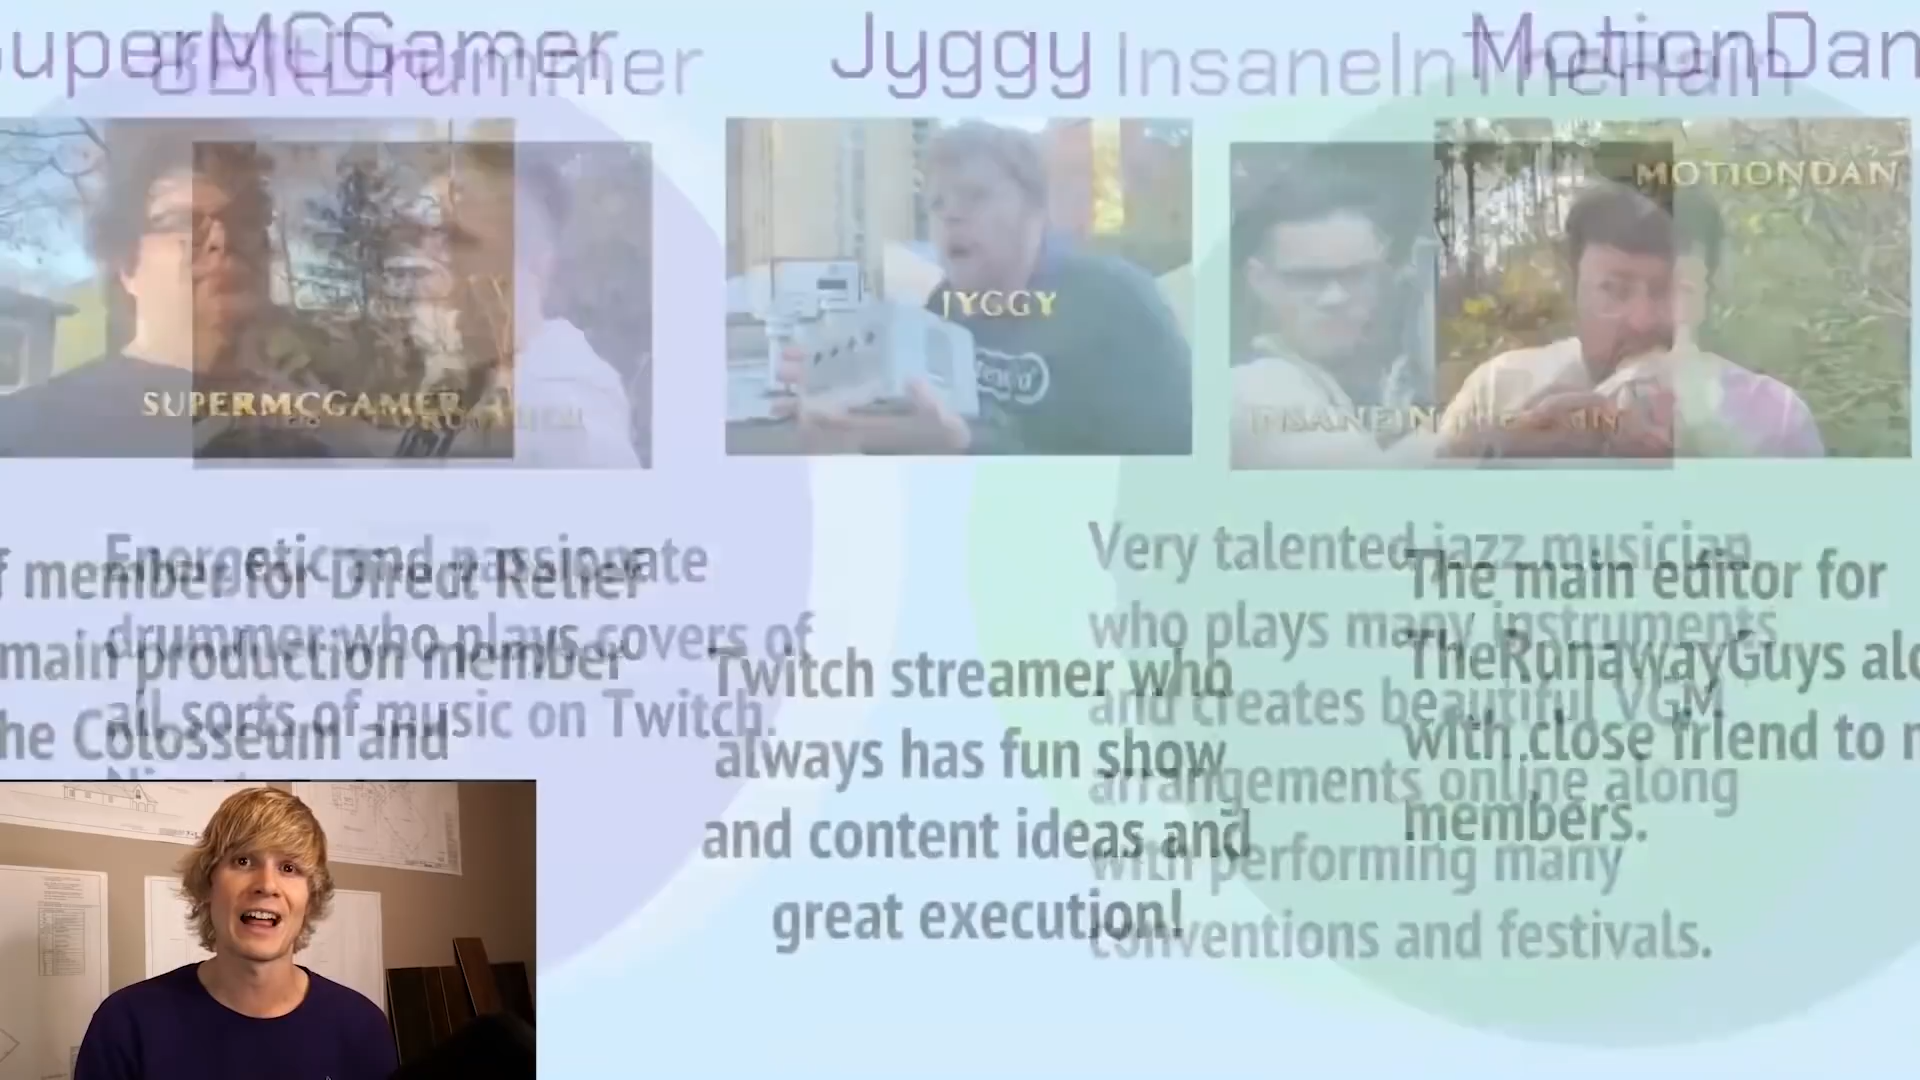 SuperMCGamer
8BitDrummer
Jyggy
InsaneInTheRain
MotionDan
SUPERMCGAMER
JYGGY
INSANEINTHERAIN
MOTIONDAN
f member for Direct Relief
main production member
he Colosseum and
Energetic and passionate
drummer who plays covers of
all sorts of music on Twitch.
Twitch streamer who
always has fun show
and content ideas and
great execution!
Very talented jazz musician
who plays many instruments
and creates beautiful VGM
arrangements online along
with performing many
conventions and festivals.
The main editor for
TheRunawayGuys alo
with close friend to
members.